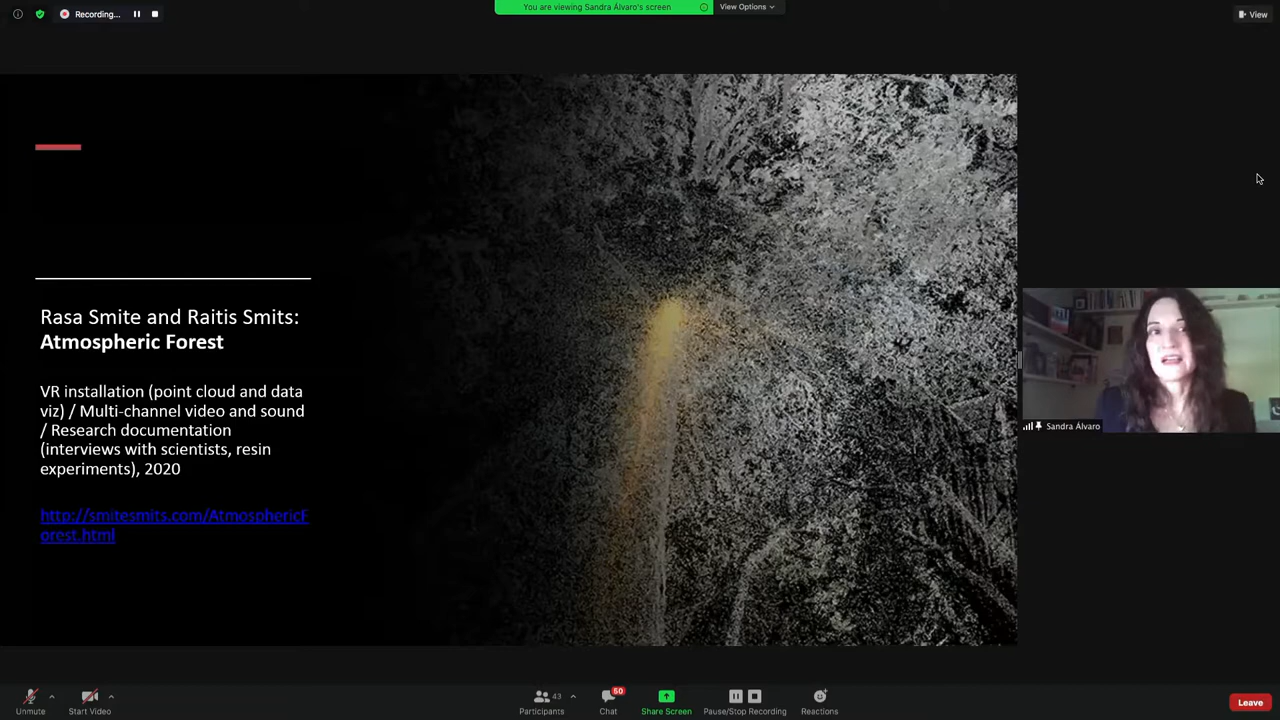 Recording...
You are viewing Sandra Álvaro's screen
View Options
View
Rasa Smite and Raitis Smits:
Atmospheric Forest
VR installation (point cloud and data
viz) / Multi-channel video and sound
/ Research documentation
(interviews with scientists, resin
experiments), 2020
http://smitesmits.com/AtmosphericF
orest.html
Sandra Álvaro
Unmute
Start Video
43
Participants
50
Chat
Share Screen
Pause/Stop Recording
Reactions
Leave